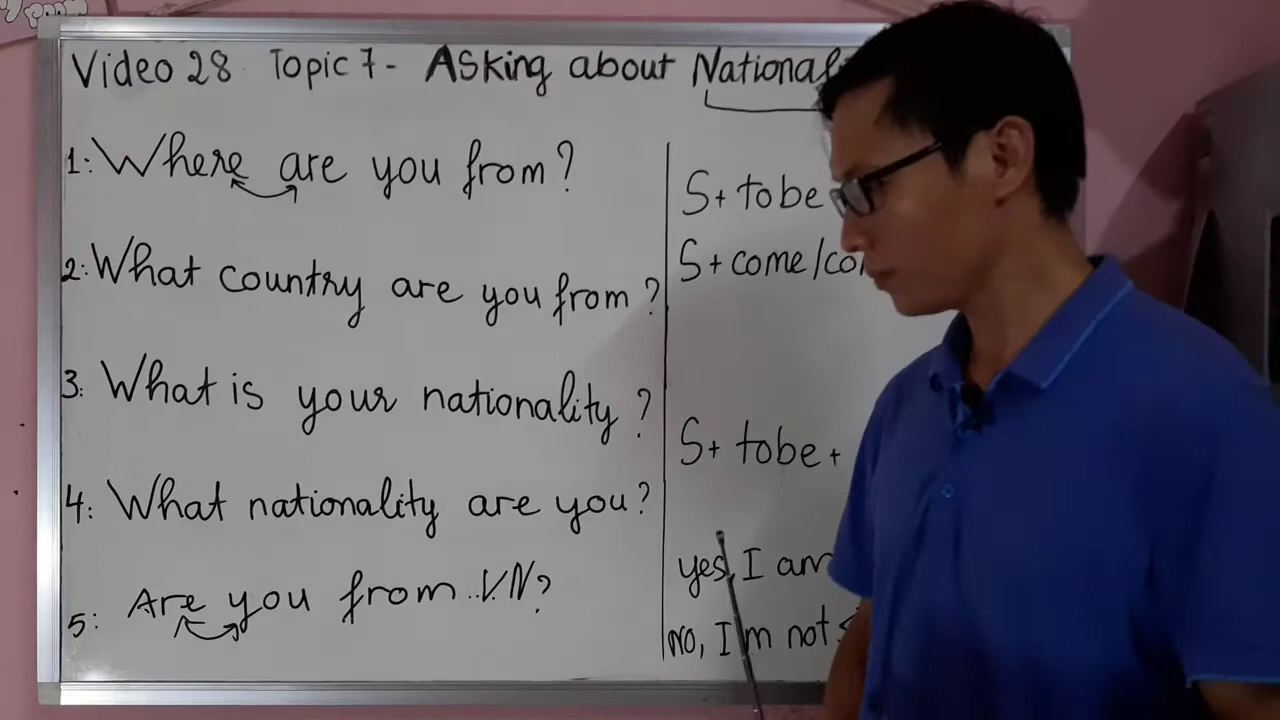 Video 28 Topic 7 - Asking about
1: Where are you from?
2: What country are you from?
3: What is your nationality?
4: What nationality are you?
5: Are you from VN?
S+ tobe
S+ come/
S+ tobe +
yes, I am
no, I'm not